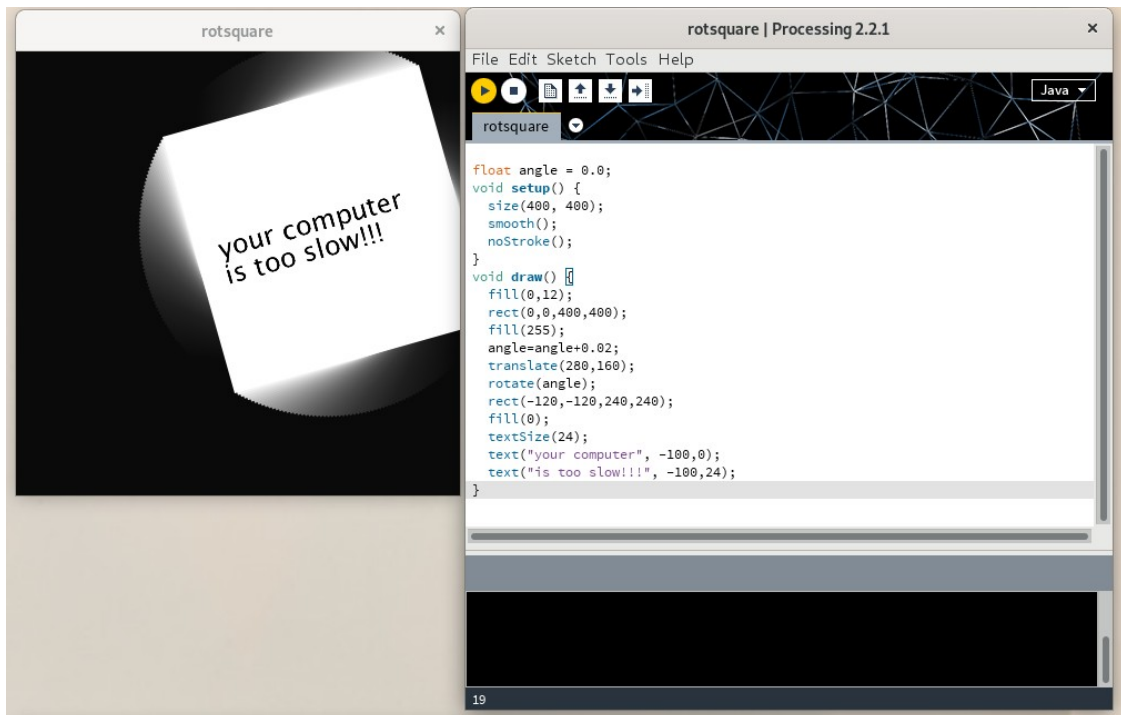 rotsquare ×
your computer
is too slow!!!
rotsquare | Processing 2.2.1 ×
File Edit Sketch Tools Help
Java
rotsquare
float angle = 0.0;
void setup() {
  size(400, 400);
  smooth();
  noStroke();
}
void draw() {
  fill(0,12);
  rect(0,0,400,400);
  fill(255);
  angle=angle+0.02;
  translate(280,160);
  rotate(angle);
  rect(-120,-120,240,240);
  fill(0);
  textSize(24);
  text("your computer", -100,0);
  text("is too slow!!!", -100,24);
}
19